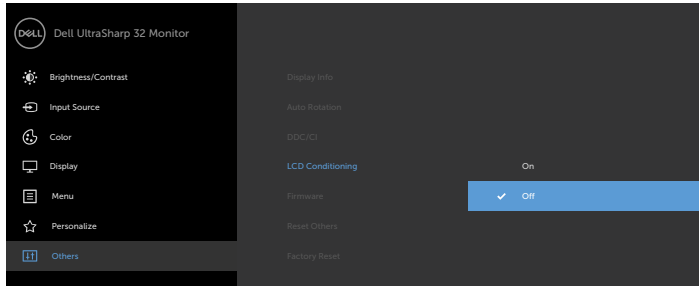 DELL Dell UltraSharp 32 Monitor
Brightness/Contrast
Input Source
Color
Display
Menu
Personalize
Others
Display Info
Auto Rotation
DDC/CI
LCD Conditioning
Firmware
Reset Others
Factory Reset
On
Off